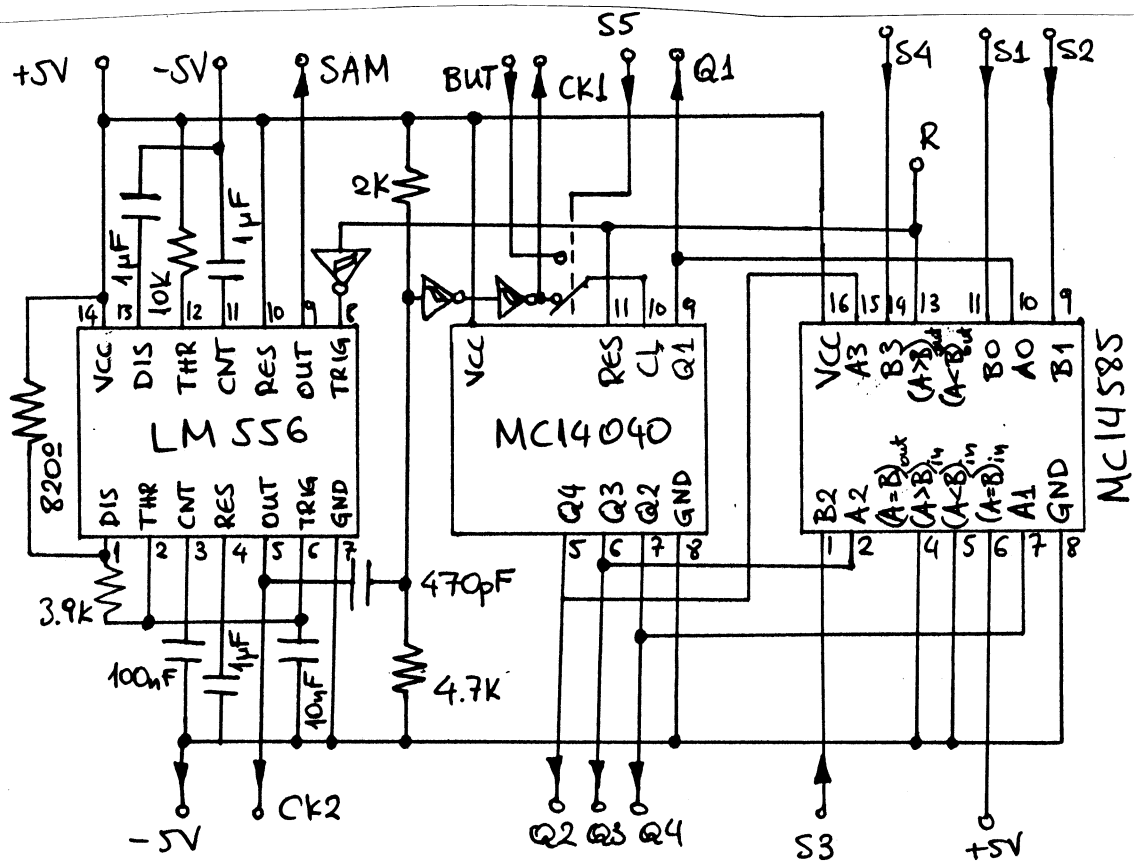 S5
+5V -5V SAM BUT CK1 Q1 S4 S1 S2
R
2K
1µF 10K 1µF
14 13 12 11 10 9 8 11 10 9 16 15 14 13 11 10 9
VCC DIS THR CNT RES OUT TRIG
VCC RES CL Q1
VCC A3 B3 (A>B)out (A<B)out B0 A0 B1
LM 556
MC14040
MC14585
820Ω
DIS THR CNT RES OUT TRIG GND
Q4 Q3 Q2 GND
B2 A2 (A=B)out (A>B)in (A<B)in (A=B)in A1 GND
1 2 3 4 5 6 7 5 6 7 8 1 2 4 5 6 7 8
470pF
3.9K
100nF 1µF 10nF 4.7K
-5V CK2 Q2 Q3 Q4 S3 +5V